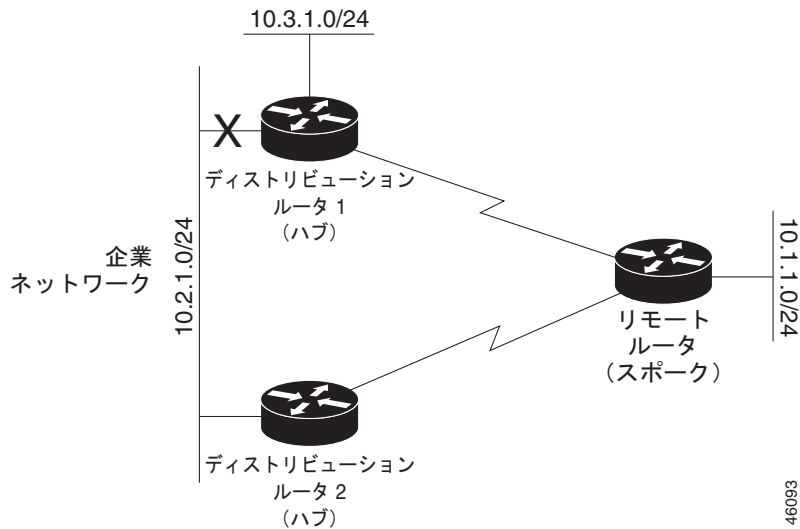 10.3.1.0/24
X
ディストリビューション
ルータ 1
（ハブ）
企業
ネットワーク
10.2.1.0/24
10.1.1.0/24
リモート
ルータ
（スポーク）
ディストリビューション
ルータ 2
（ハブ）
46093